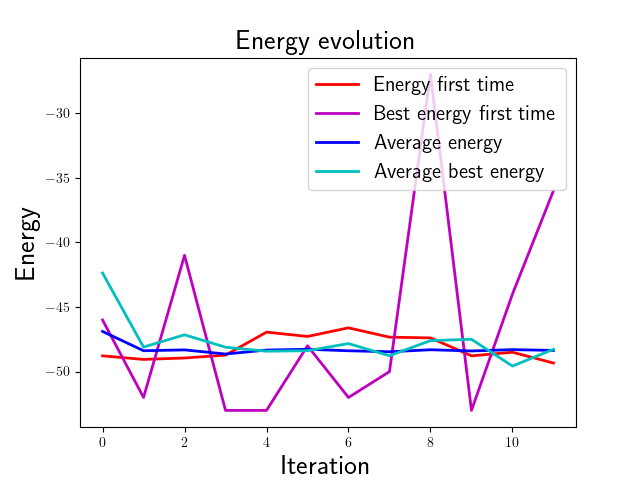 Energy evolution
Energy first time
Best energy first time
Average energy
Average best energy
−30
−35
−40
−45
−50
Energy
0 2 4 6 8 10
Iteration